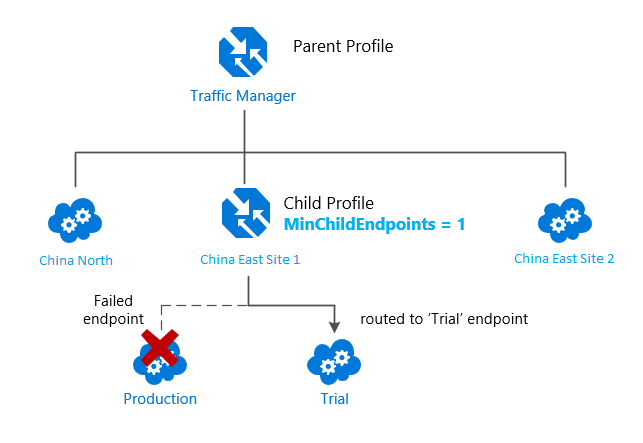 Parent Profile
Traffic Manager
Child Profile
MinChildEndpoints = 1
China North
China East Site 1
China East Site 2
Failed
endpoint
routed to ‘Trial’ endpoint
Production
Trial